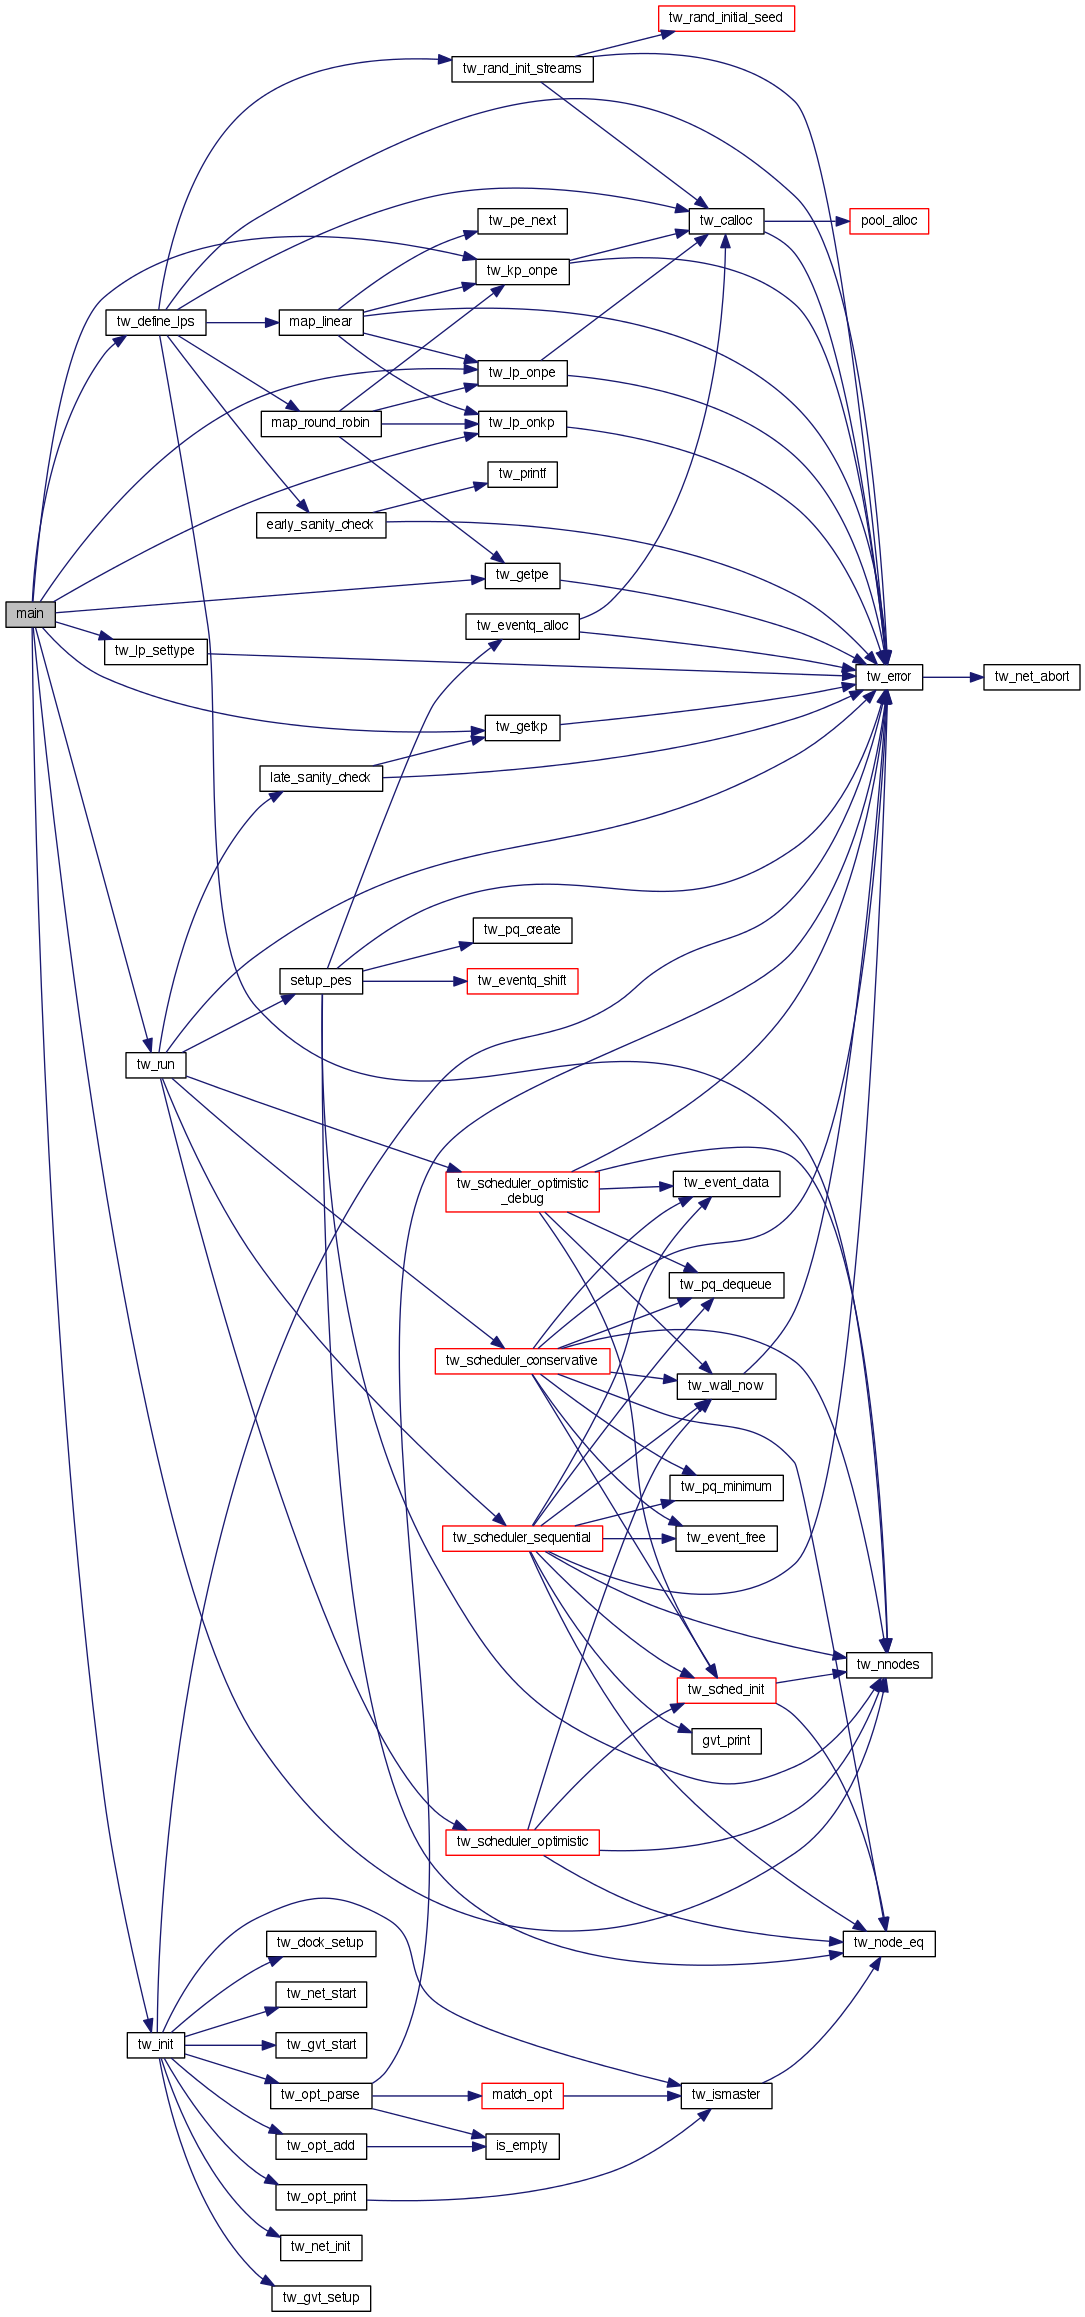 tw_rand_initial_seed
tw_rand_init_streams
tw_pe_next
tw_calloc
pool_alloc
tw_kp_onpe
tw_define_lps
map_linear
tw_lp_onpe
map_round_robin
tw_lp_onkp
tw_printf
early_sanity_check
tw_getpe
main
tw_eventq_alloc
tw_lp_settype
tw_error
tw_net_abort
tw_getkp
late_sanity_check
tw_pq_create
setup_pes
tw_eventq_shift
tw_run
tw_scheduler_optimistic
_debug
tw_event_data
tw_pq_dequeue
tw_scheduler_conservative
tw_wall_now
tw_pq_minimum
tw_scheduler_sequential
tw_event_free
tw_nnodes
tw_sched_init
gvt_print
tw_scheduler_optimistic
tw_clock_setup
tw_node_eq
tw_net_start
tw_init
tw_gvt_start
tw_opt_parse
match_opt
tw_ismaster
tw_opt_add
is_empty
tw_opt_print
tw_net_init
tw_gvt_setup